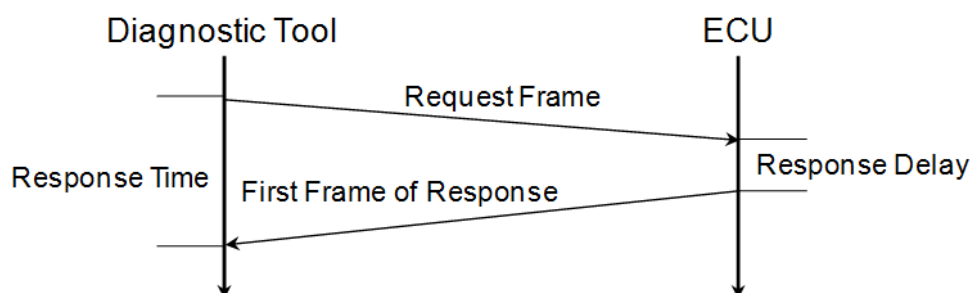 Diagnostic Tool
ECU
Request Frame
Response Time
First Frame of Response
Response Delay